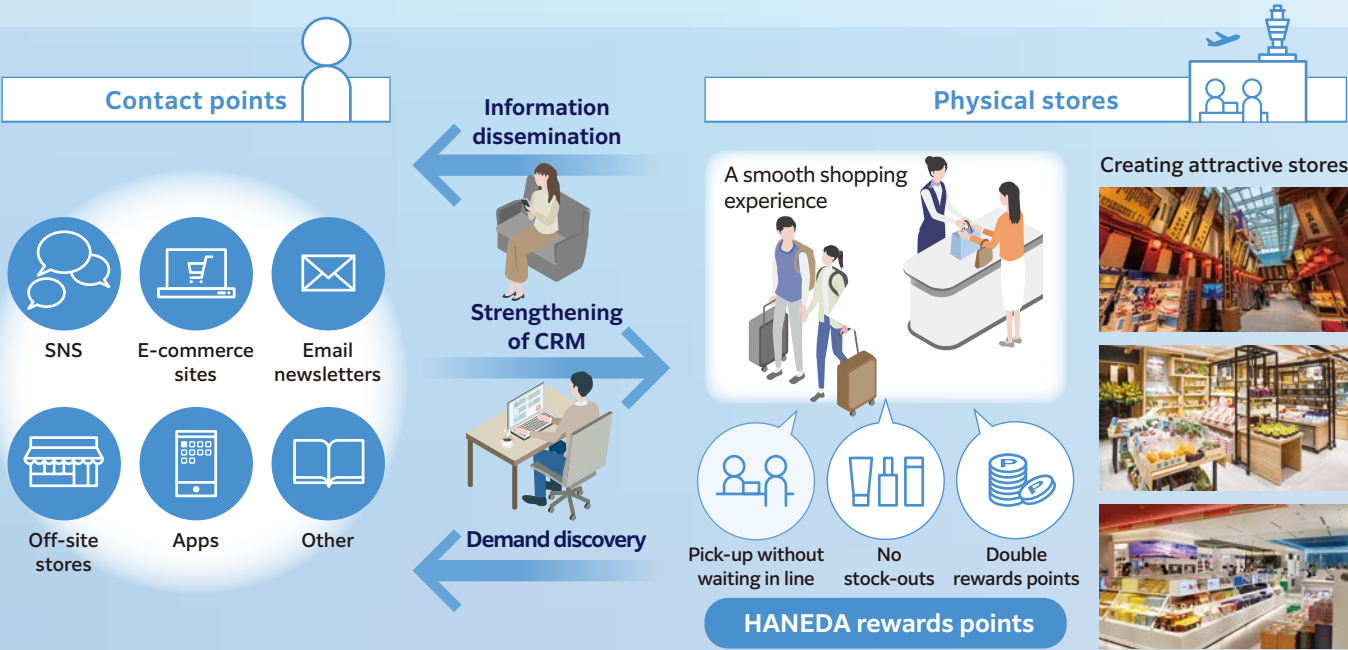 Contact points
SNS
E-commerce
sites
Email
newsletters
Off-site
stores
Apps
Other
Information
dissemination
Strengthening
of CRM
Demand discovery
Physical stores
A smooth shopping
experience
Pick-up without
waiting in line
No
stock-outs
P
P
Double
rewards points
HANEDA rewards points
Creating attractive stores